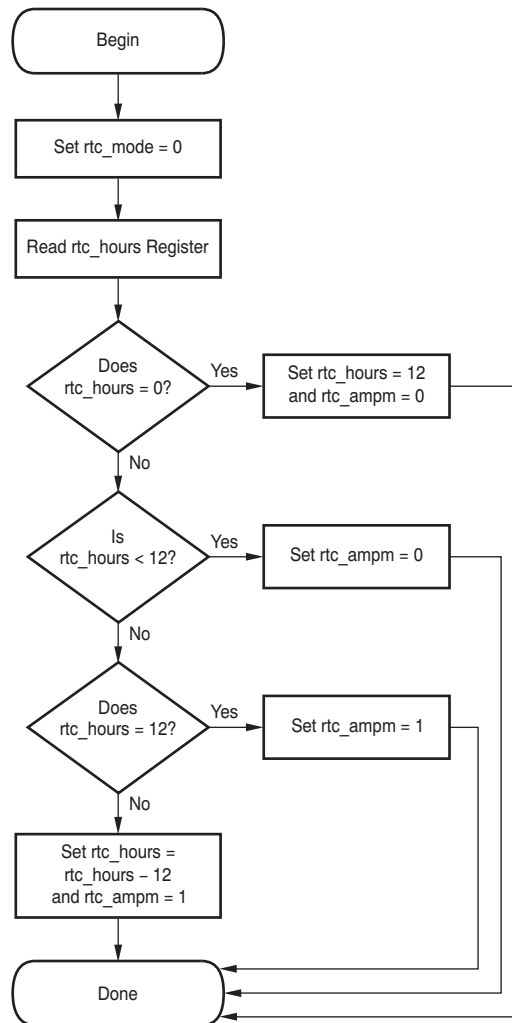 Begin
Set rtc_mode = 0
Read rtc_hours Register
Does
rtc_hours = 0?
Yes
Set rtc_hours = 12
and rtc_ampm = 0
No
Is
rtc_hours < 12?
Yes
Set rtc_ampm = 0
No
Does
rtc_hours = 12?
Yes
Set rtc_ampm = 1
No
Set rtc_hours =
rtc_hours − 12
and rtc_ampm = 1
Done